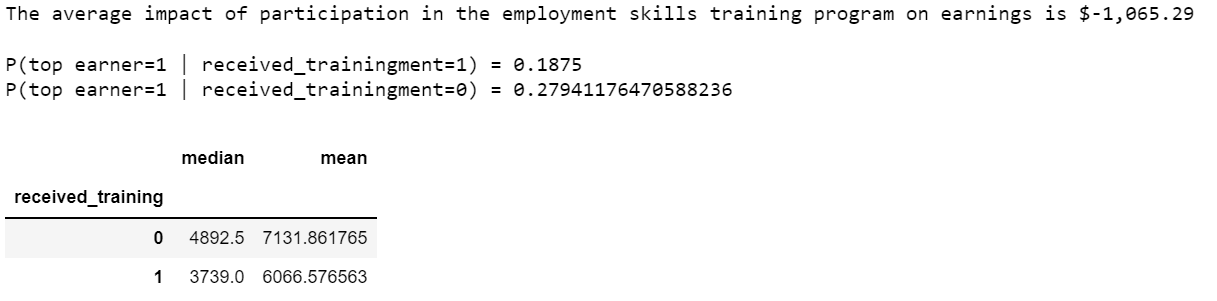 The average impact of participation in the employment skills training program on earnings is $-1,065.29
P(top earner=1 | received_trainingment=1) = 0.1875
P(top earner=1 | received_trainingment=0) = 0.27941176470588236
median mean
received_training
0 4892.5 7131.861765
1 3739.0 6066.576563